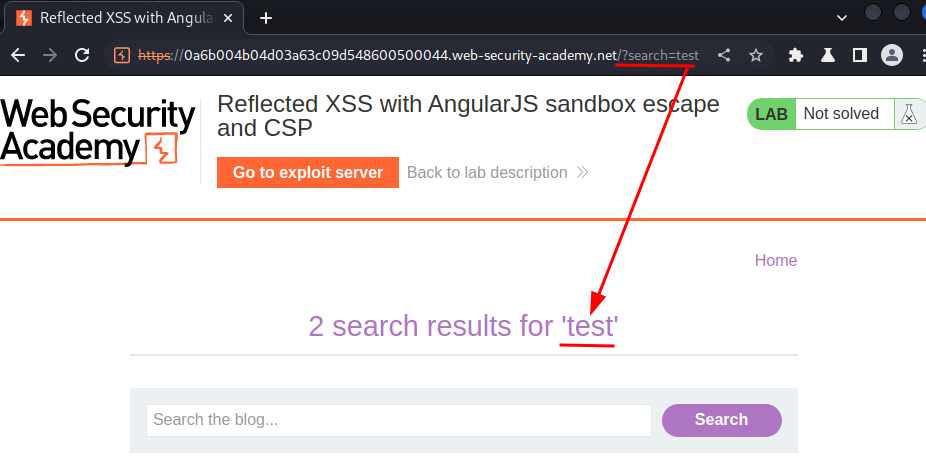 Reflected XSS with Angula
https://0a6b004b04d03a63c09d548600500044.web-security-academy.net/?search=test
Web Security
Academy
Reflected XSS with AngularJS sandbox escape
and CSP
LAB Not solved
Go to exploit server Back to lab description
Home
2 search results for 'test'
Search the blog... Search